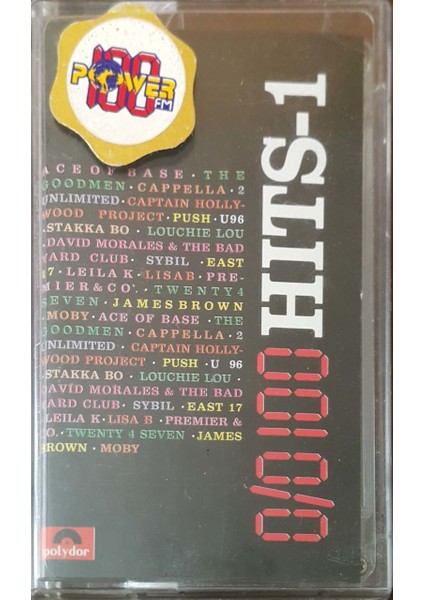 100
POWER
FM
ACE OF BASE · THE
GOODMEN · CAPPELLA · 2
UNLIMITED · CAPTAIN HOLLY-
WOOD PROJECT · PUSH · U96
· STAKKA BO · LOUCHIE LOU
· DAVID MORALES & THE BAD
YARD CLUB · SYBIL · EAST
17 · LEILA K · LISA B · PRE-
MIER & CO. · TWENTY 4
SEVEN · JAMES BROWN
· MOBY · ACE OF BASE · THE
GOODMEN · CAPPELLA · 2
UNLIMITED · CAPTAIN HOLLY-
WOOD PROJECT · PUSH · U 96
· STAKKA BO · LOUCHIE LOU ·
DAVID MORALES & THE BAD
YARD CLUB · SYBIL · EAST 17
· LEILA K · LISA B · PREMIER &
CO. · TWENTY 4 SEVEN · JAMES
BROWN · MOBY
0/0 100 HITS-1
polydor